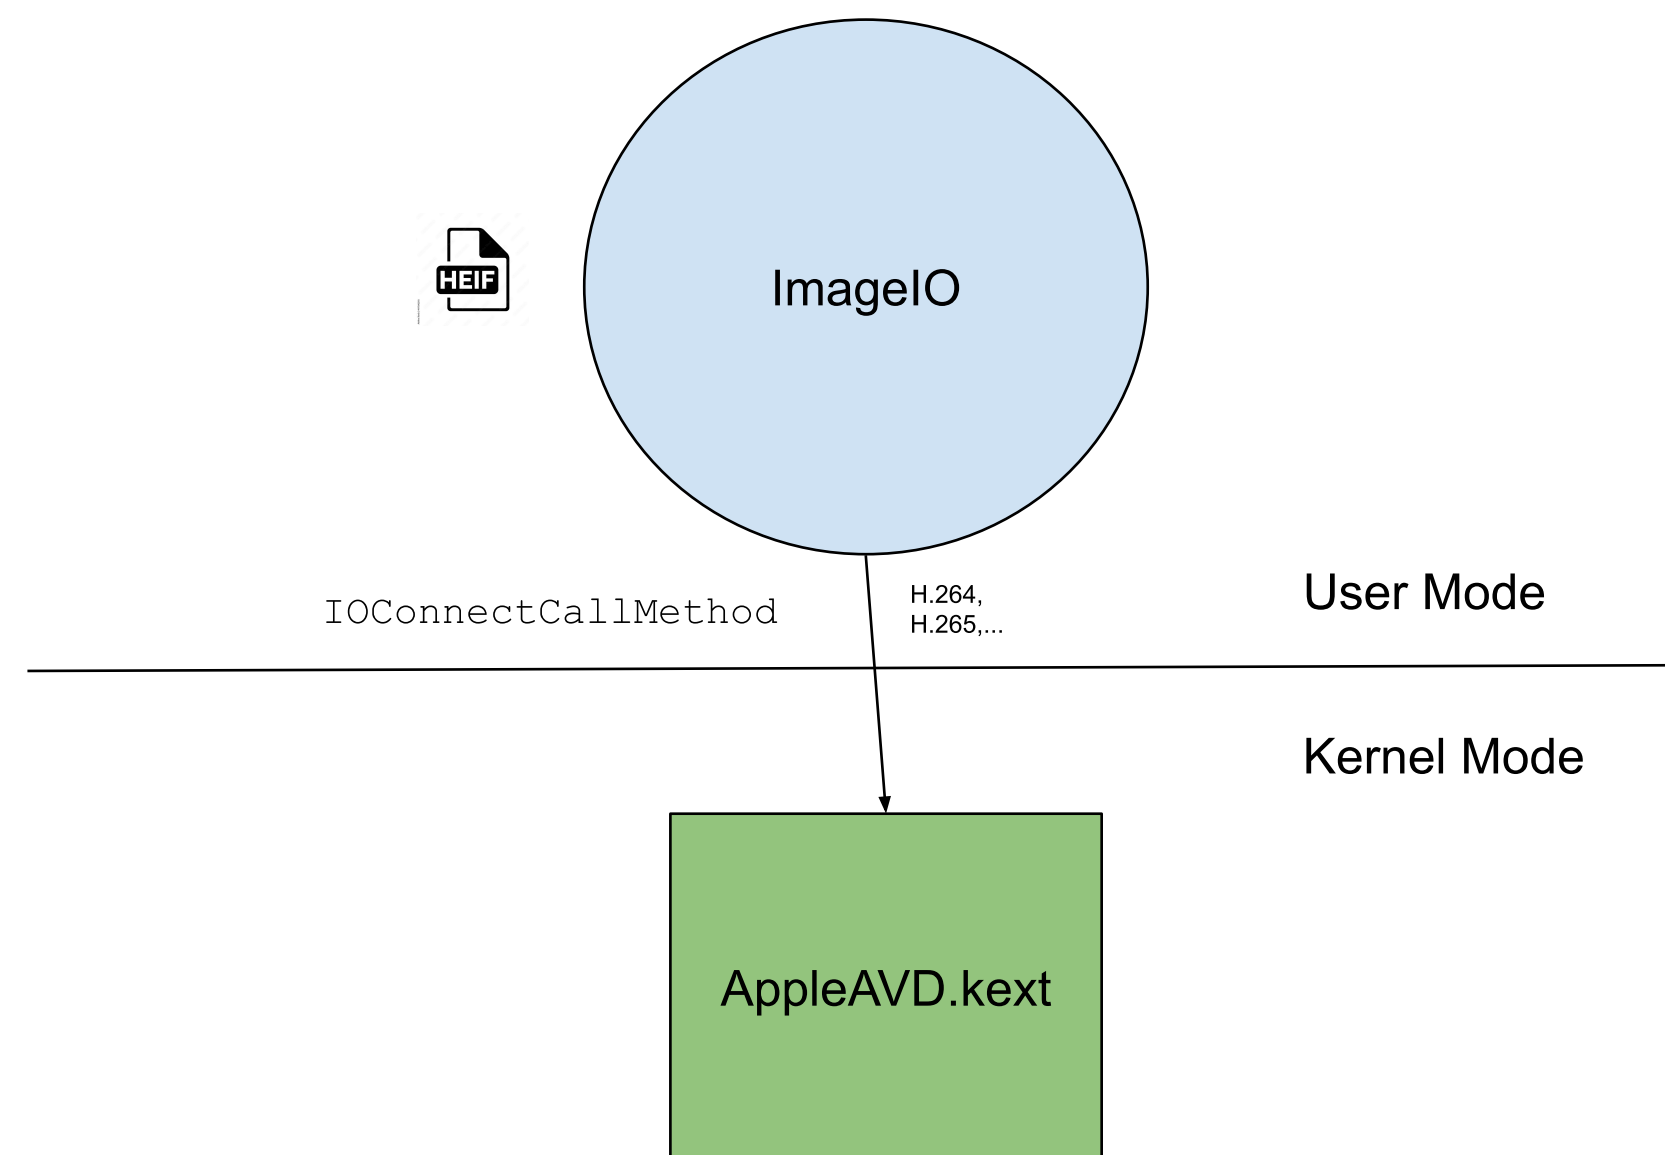 HEIF
ImageIO
IOConnectCallMethod
H.264,
H.265,...
User Mode
Kernel Mode
AppleAVD.kext